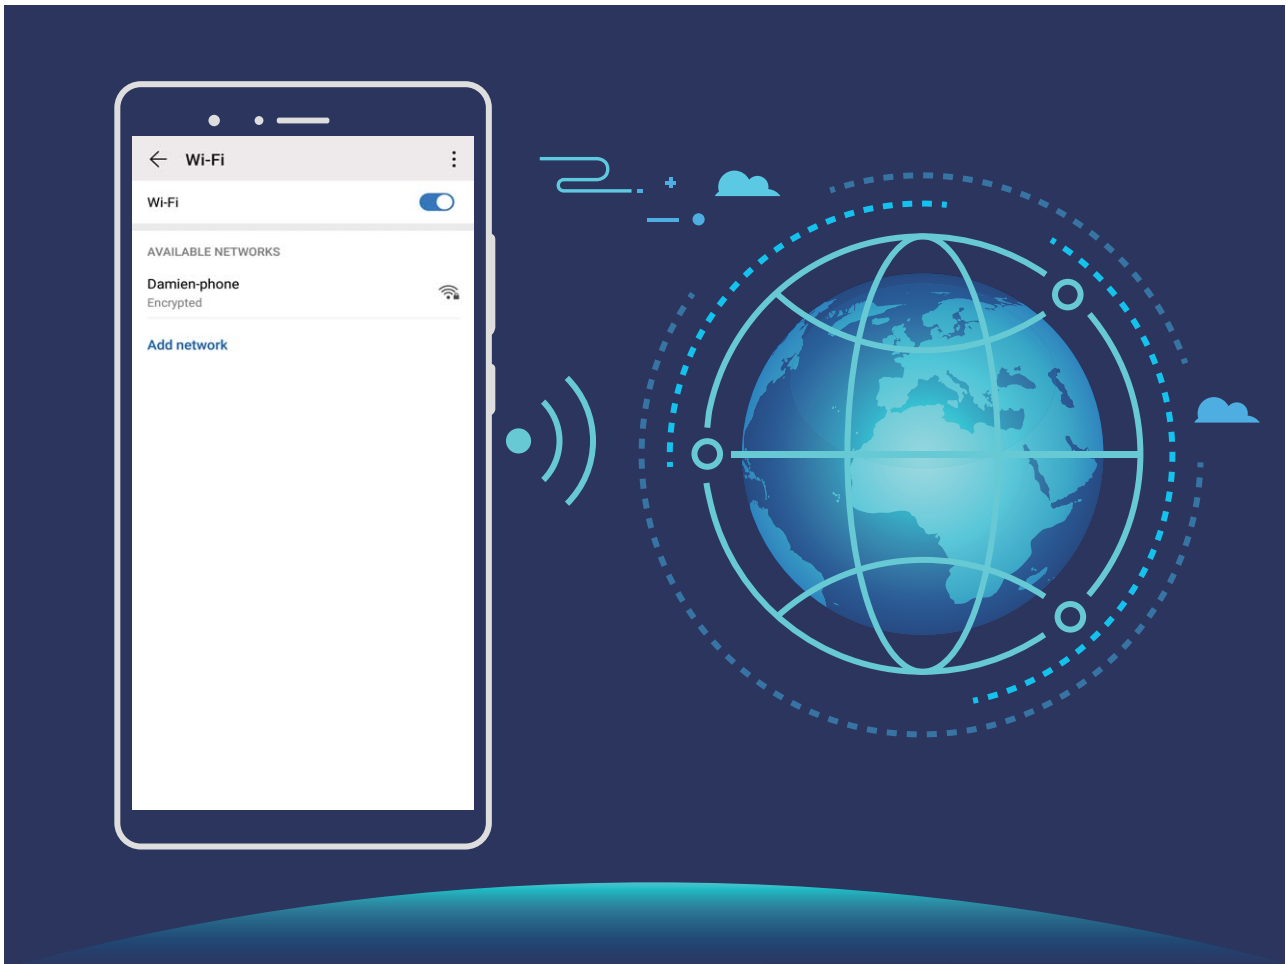 Wi-Fi
Wi-Fi
AVAILABLE NETWORKS
Damien-phone
Encrypted
Add network